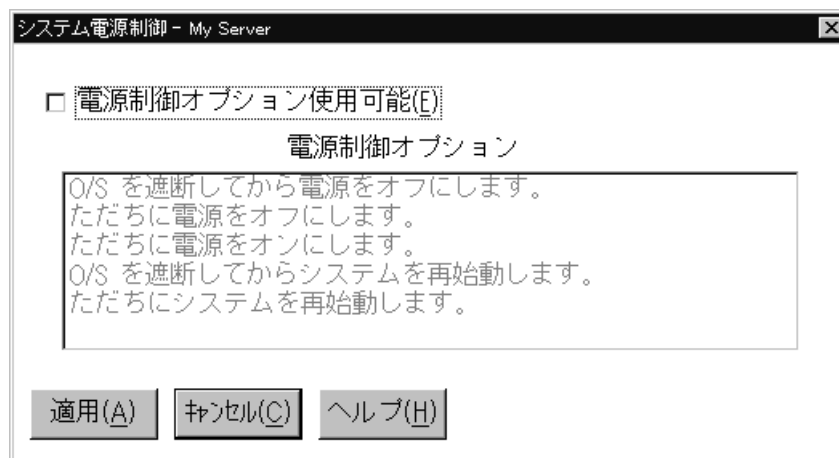 システム電源制御 - My Server
電源制御オプション使用可能(E)
電源制御オプション
O/S を遮断してから電源をオフにします。
ただちに電源をオフにします。
ただちに電源をオンにします。
O/S を遮断してからシステムを再始動します。
ただちにシステムを再始動します。
適用(A) ｷｬﾝｾﾙ(C) ヘルプ(H)